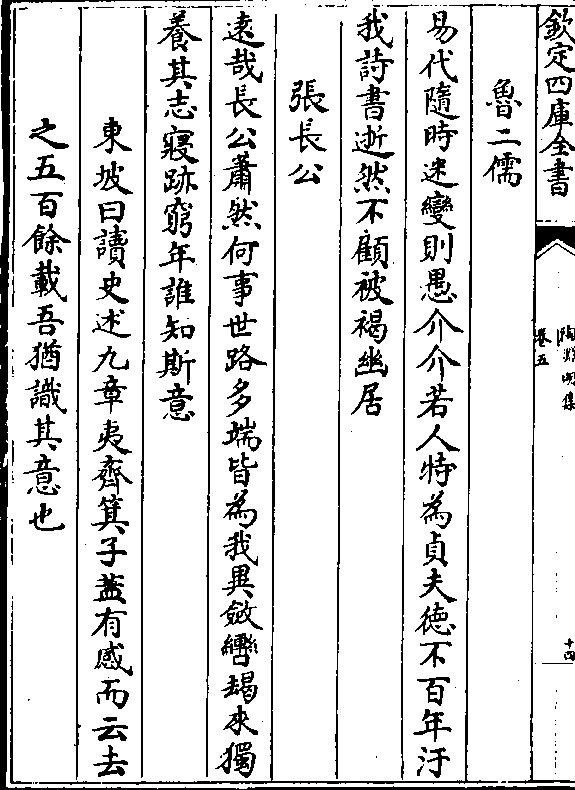 欽定四庫全書
陶淵明集
卷五
十四
魯二儒
易代隨時迷變則愚介介若人特為貞夫徳不百年汙
我詩書逝然不顧被褐幽居
張長公
逺哉長公蕭然何事世路多端皆為我異斂轡朅來獨
養其志寢跡窮年誰知斯意
東坡曰讀史述九章夷齊箕子葢有感而云去
之五百餘載吾猶識其意也